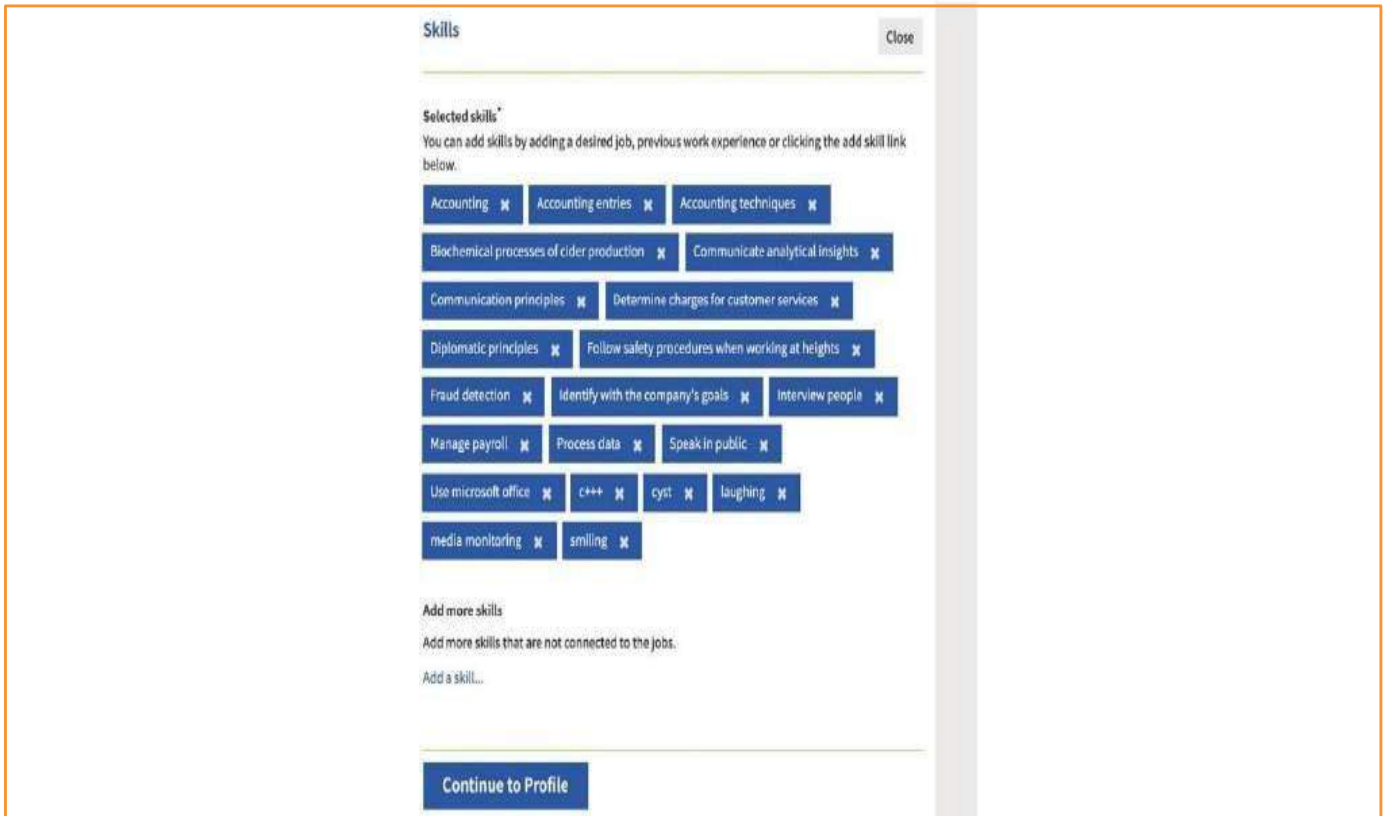 Skills
Close
Selected skills*
You can add skills by adding a desired job, previous work experience or clicking the add skill link
below.
Accounting ✖ Accounting entries ✖ Accounting techniques ✖
Biochemical processes of cider production ✖ Communicate analytical insights ✖
Communication principles ✖ Determine charges for customer services ✖
Diplomatic principles ✖ Follow safety procedures when working at heights ✖
Fraud detection ✖ Identify with the company's goals ✖ Interview people ✖
Manage payroll ✖ Process data ✖ Speak in public ✖
Use microsoft office ✖ c+++ ✖ cyst ✖ laughing ✖
media monitoring ✖ smiling ✖
Add more skills
Add more skills that are not connected to the jobs.
Add a skill...
Continue to Profile